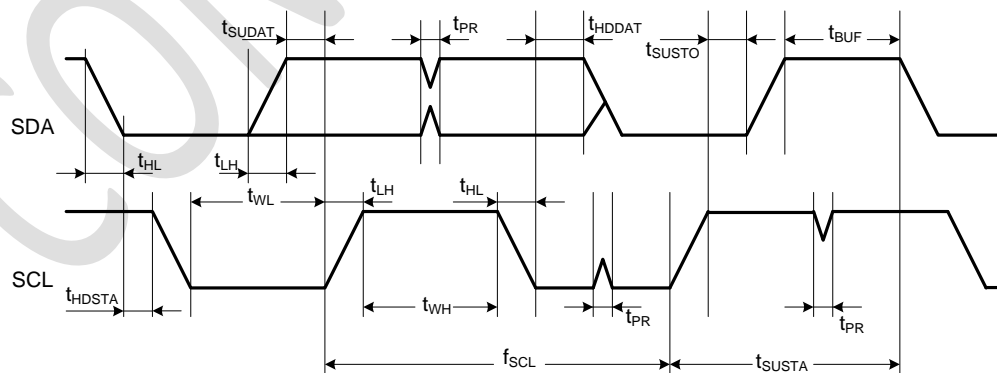 tSUDAT
tPR
tHDDAT
tSUSTO
tBUF
SDA
tHL
tLH
tWL
tLH
tHL
SCL
tHDSTA
tWH
tPR
tPR
fSCL
tSUSTA